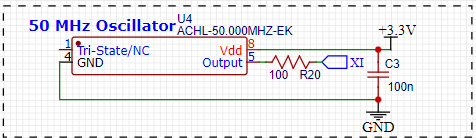 50 MHz Oscillator
U4
ACHL-50.000MHZ-EK
+3.3V
1
Tri-State/NC
Vdd
8
4
GND
Output
5
100
R20
XI
C3
100n
GND